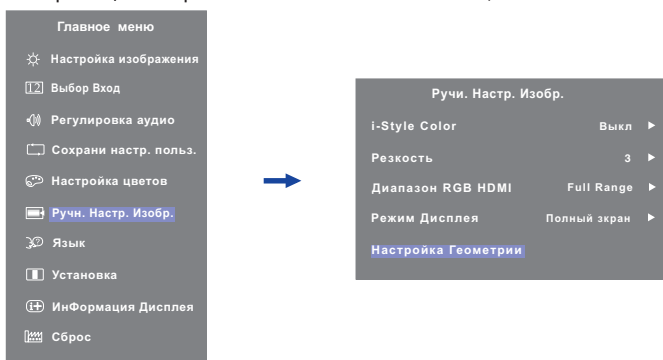 Главное меню
Настройка изображения
12 Выбор Вход
Регулировка аудио
Сохрани настр. польз.
Настройка цветов
Ручн. Настр. Изобр.
Язык
Установка
ИнФормация Дисплея
Сброс
Ручи. Настр. Изобр.
i-Style Color Выкл
Резкость 3
Диапазон RGB HDMI Full Range
Режим Дисплея Полный зкран
Настройка Геометрии